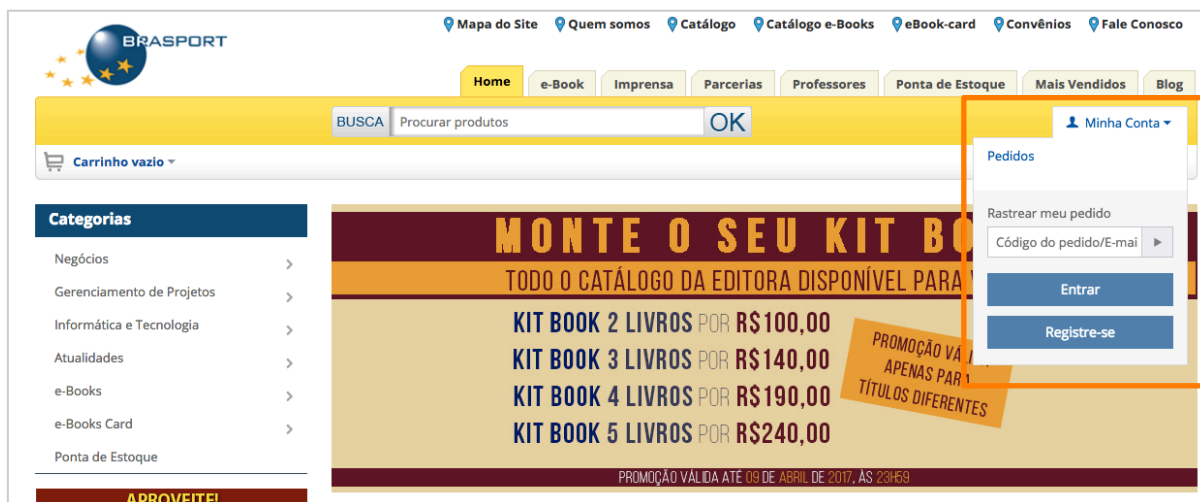 BRASPORT
Mapa do Site Quem somos Catálogo Catálogo e-Books eBook-card Convênios Fale Conosco
Home e-Book Imprensa Parcerias Professores Ponta de Estoque Mais Vendidos Blog
BUSCA Procurar produtos OK
Minha Conta
Carrinho vazio
Pedidos
Rastrear meu pedido
Código do pedido/E-mai
Entrar
Registre-se
Categorias
Negócios
Gerenciamento de Projetos
Informática e Tecnologia
Atualidades
e-Books
e-Books Card
Ponta de Estoque
APROVEITE!
MONTE O SEU KIT BO
TODO O CATÁLOGO DA EDITORA DISPONÍVEL PARA
KIT BOOK 2 LIVROS POR R$100,00
KIT BOOK 3 LIVROS POR R$140,00
KIT BOOK 4 LIVROS POR R$190,00
KIT BOOK 5 LIVROS POR R$240,00
PROMOÇÃO VÁLI
APENAS PARA
TÍTULOS DIFERENTES
PROMOÇÃO VÁLIDA ATÉ 09 DE ABRIL DE 2017, ÀS 23H59